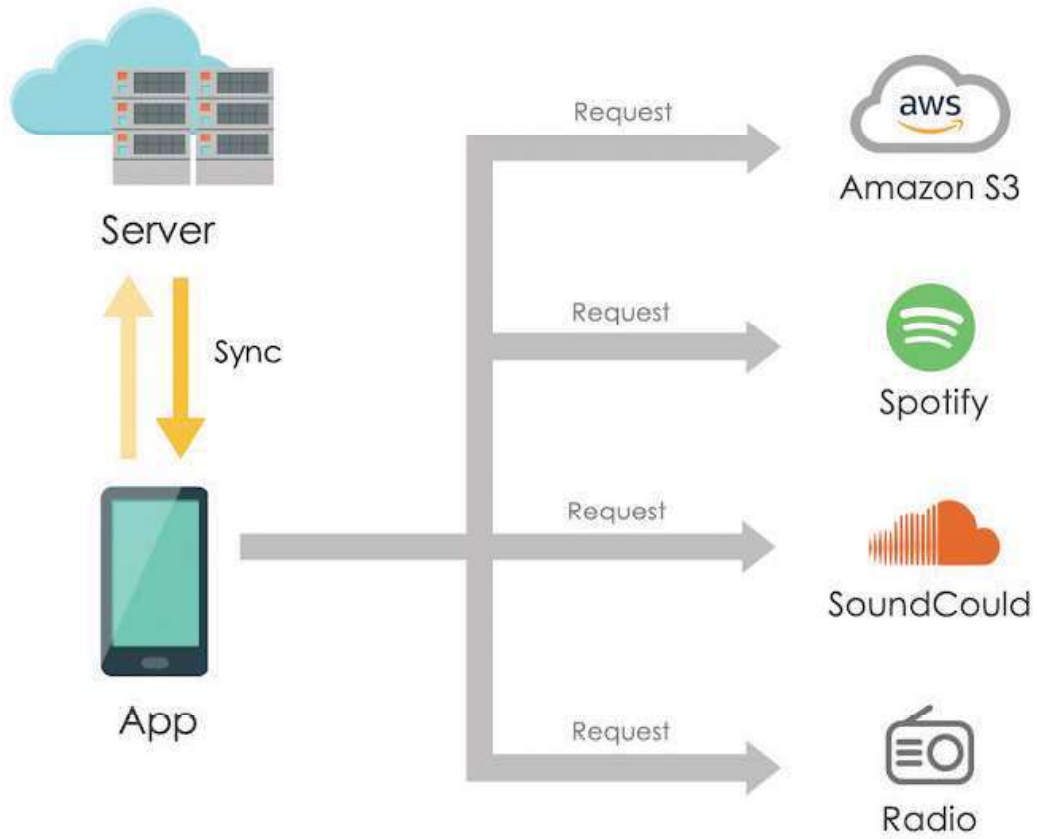 Request
aws
Amazon S3
Server
Request
Sync
Spotify
Request
SoundCould
App
Request
Radio